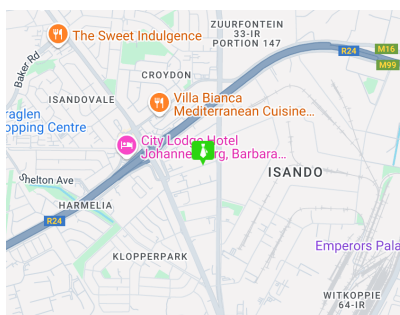 ZUURFONTEIN
33-IR
PORTION 147
The Sweet Indulgence
R24
M16
M99
Baker Rd
CROYDON
ISANDOVALE
Villa Bianca
Mediterranean Cuisine...
raglen
opping Centre
City Lodge Hotel
Johannesburg, Barbara...
Shelton Ave
ISANDO
HARMELIA
R24
Emperors Pala
KLOPPERPARK
WITKOPPIE
64-IR